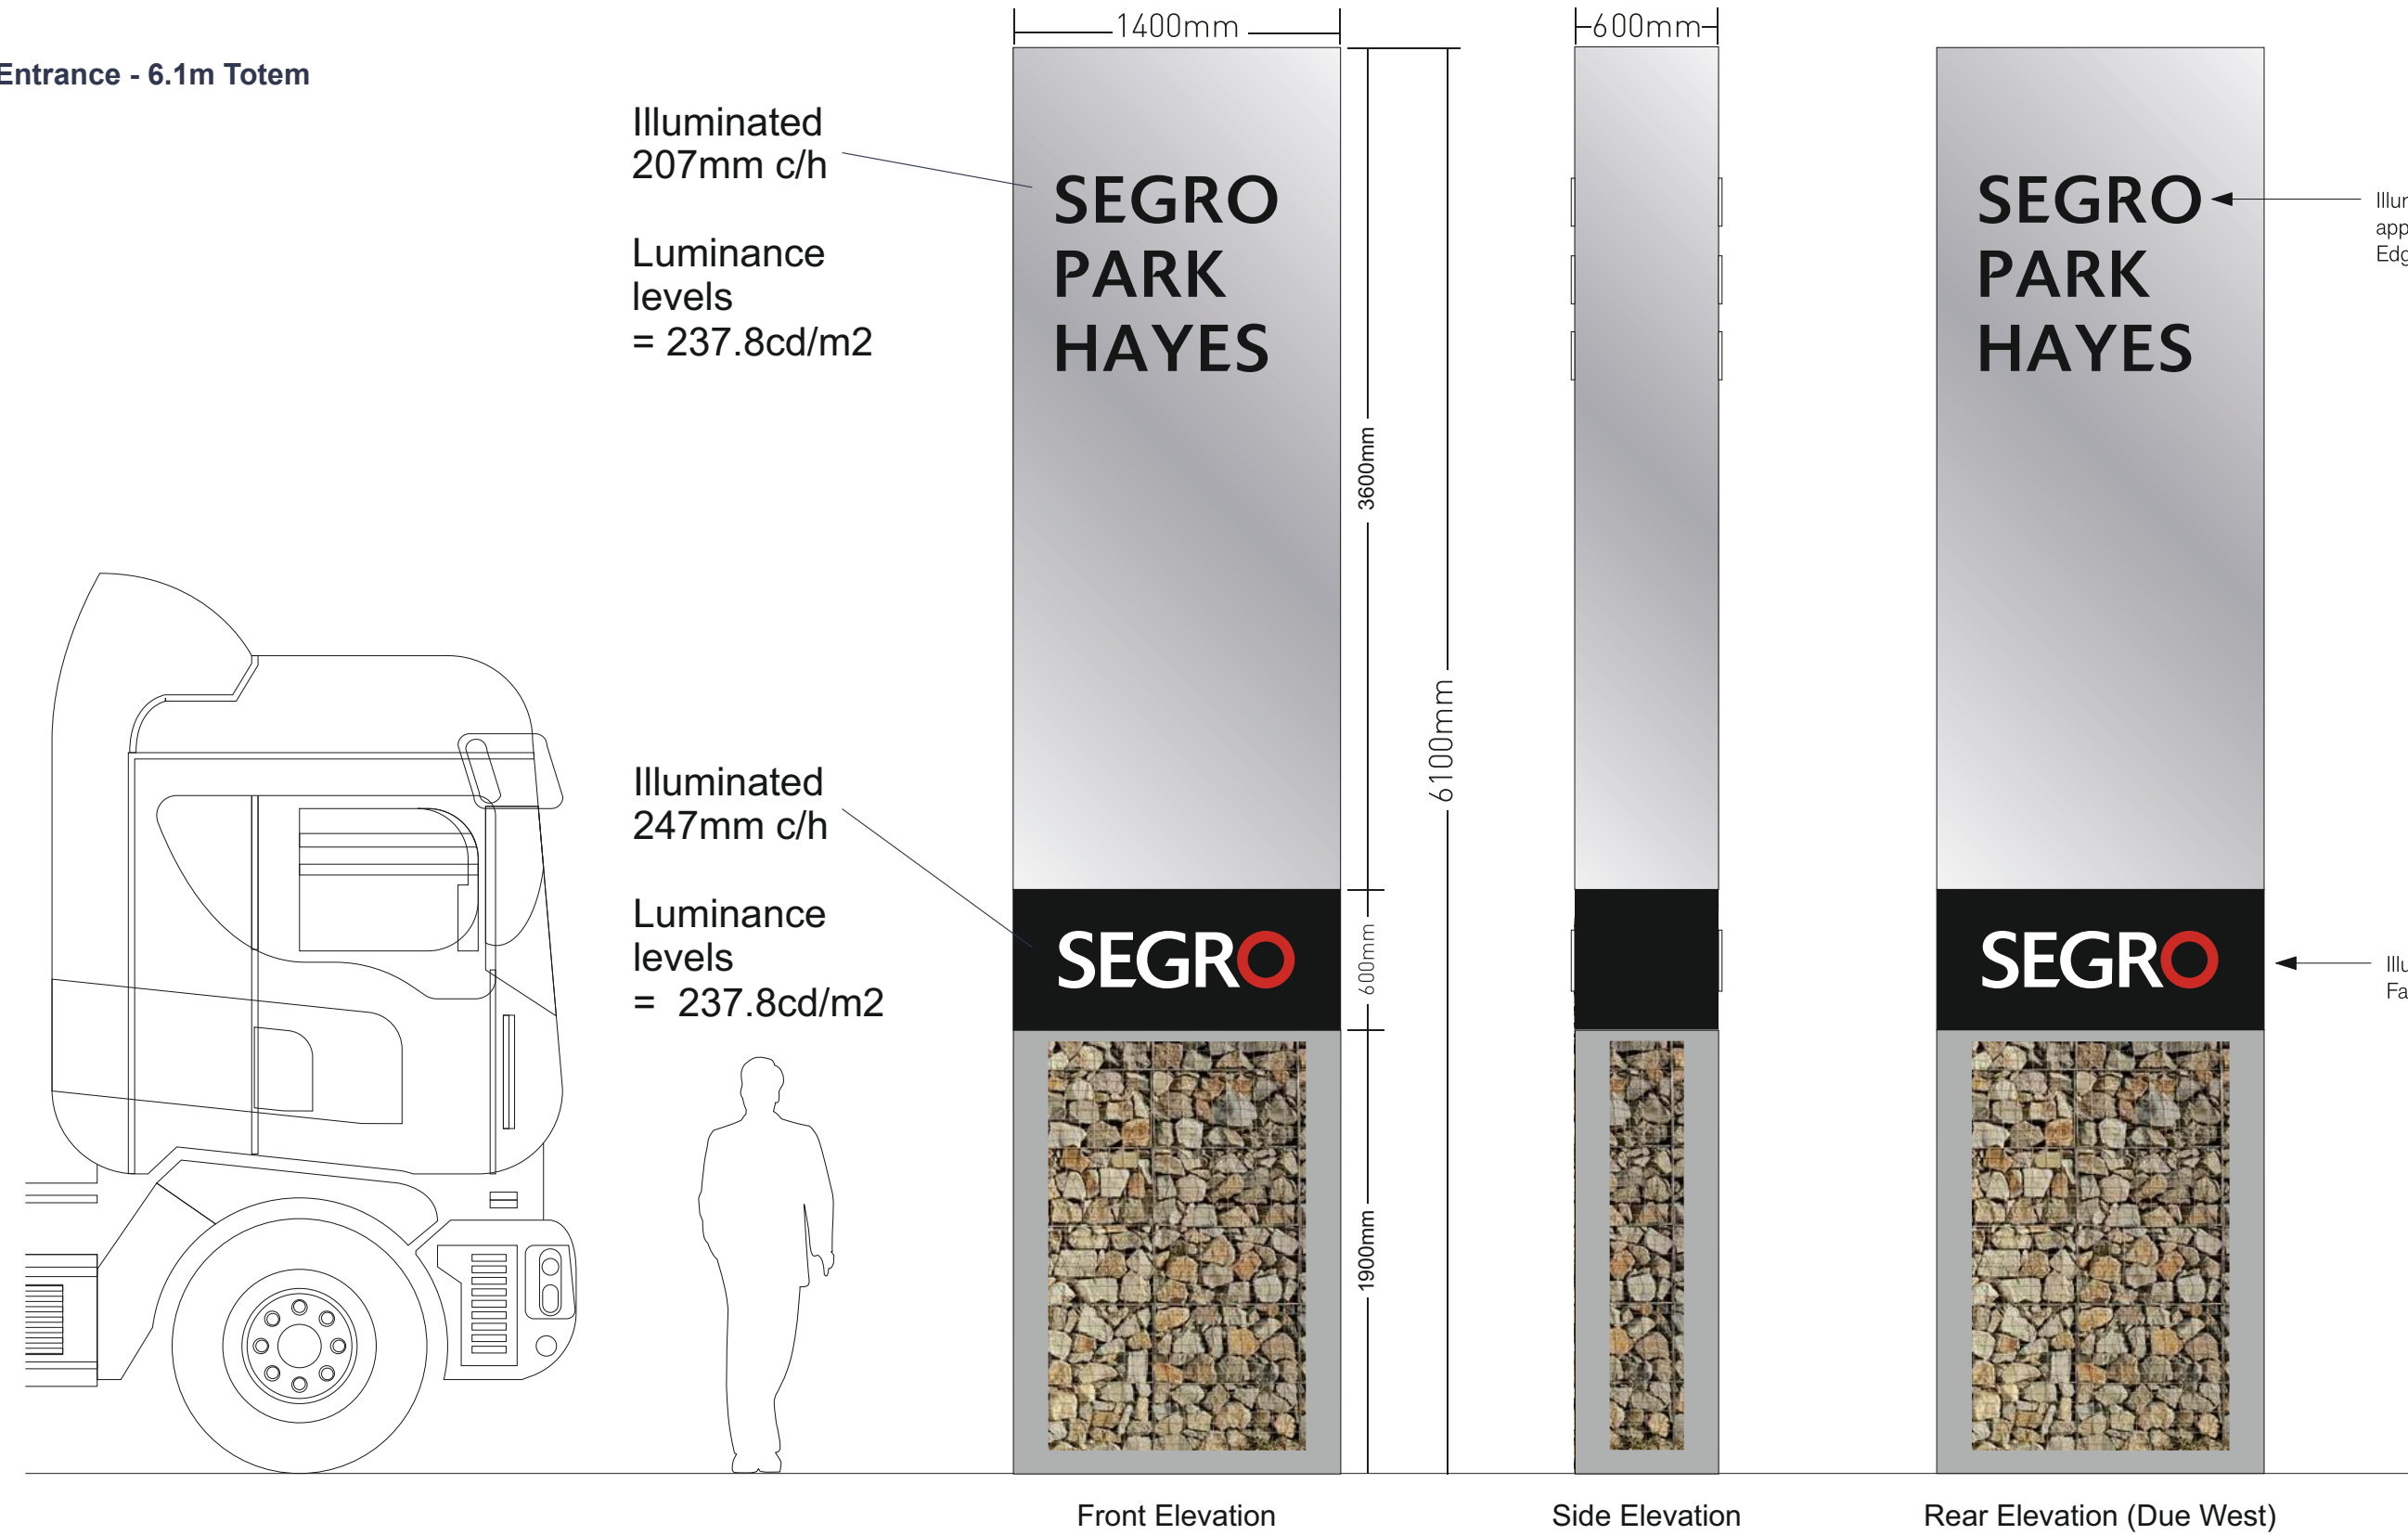 Entrance - 6.1m Totem
1400mm
600mm
Illuminated
207mm c/h
Luminance
levels
= 237.8cd/m2
SEGRO
PARK
HAYES
SEGRO
PARK
HAYES
app
3600mm
6100mm
Illuminated
247mm c/h
Luminance
levels
= 237.8cd/m2
SEGRO
600mm
SEGRO
1900mm
Front Elevation
Side Elevation
Rear Elevation (Due West)